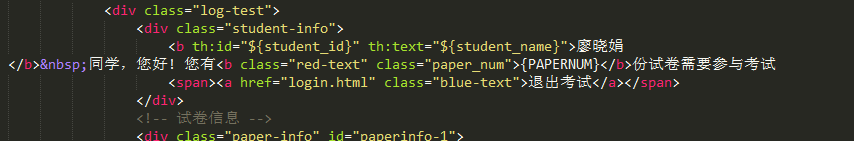 <div class="log-test">
<div class="student-info">
<b th:id="${student_id}" th:text="${student_name}">廖晓娟
</b>&nbsp;同学，您好！您有<b class="red-text" class="paper_num">{PAPERNUM}</b>份试卷需要参与考试
<span><a href="login.html" class="blue-text">退出考试</a></span>
</div>
<!-- 试卷信息 -->
<div class="paper-info" id="paperinfo-1">